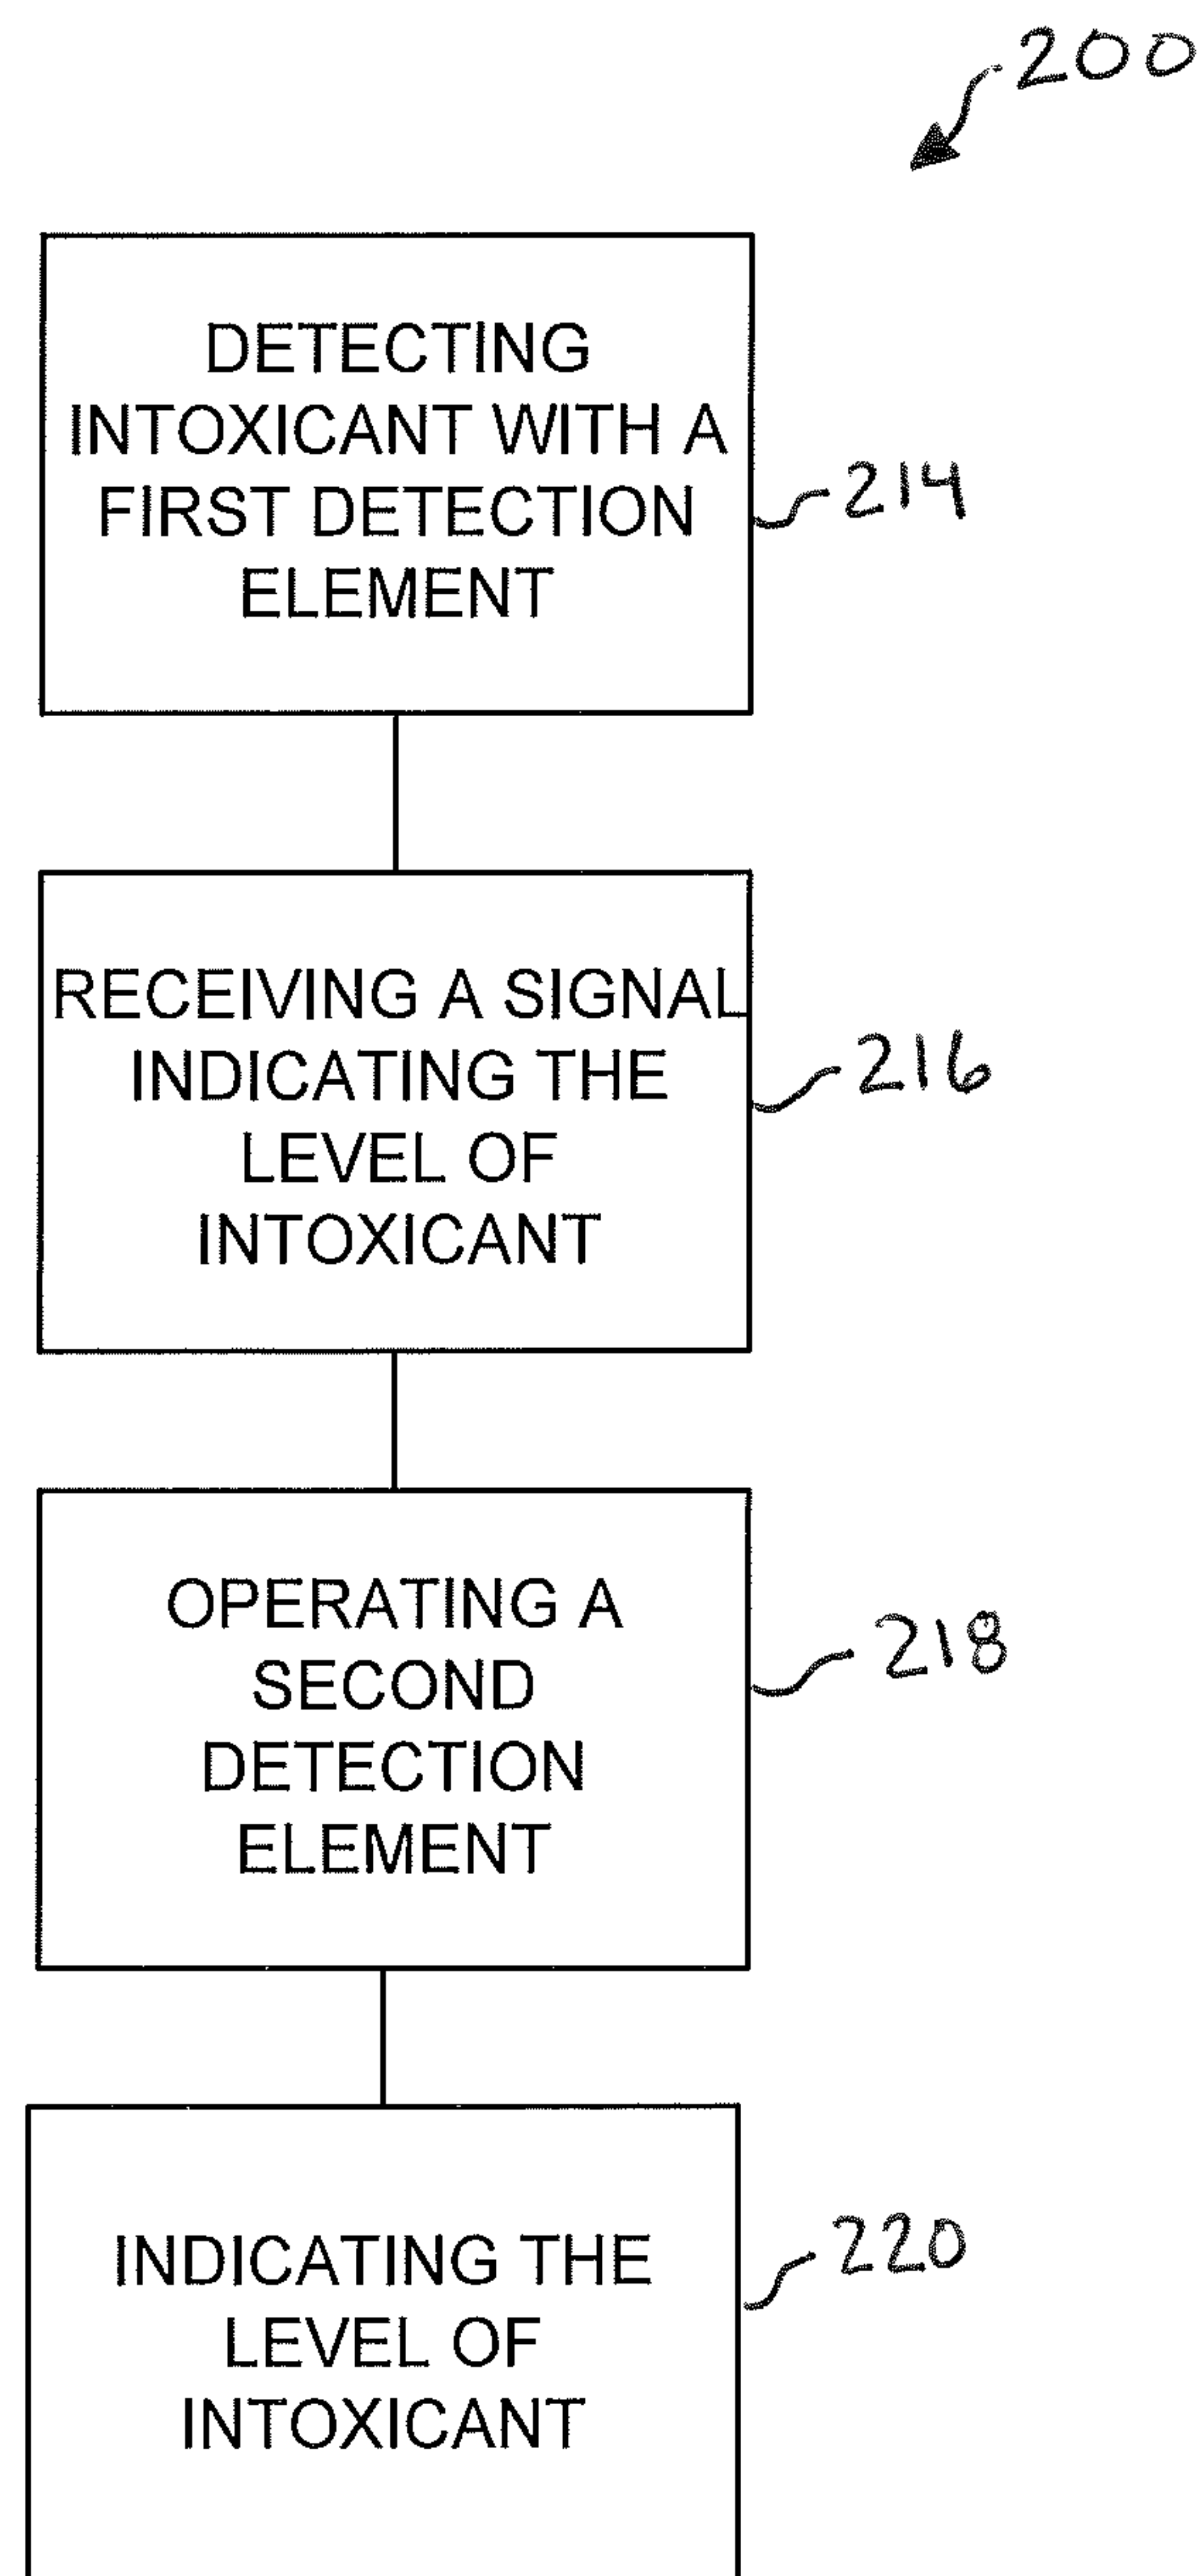 200
DETECTING
INTOXICANT WITH A
FIRST DETECTION
ELEMENT
214
RECEIVING A SIGNAL
INDICATING THE
LEVEL OF
INTOXICANT
216
OPERATING A
SECOND
DETECTION
ELEMENT
218
INDICATING THE
LEVEL OF
INTOXICANT
220